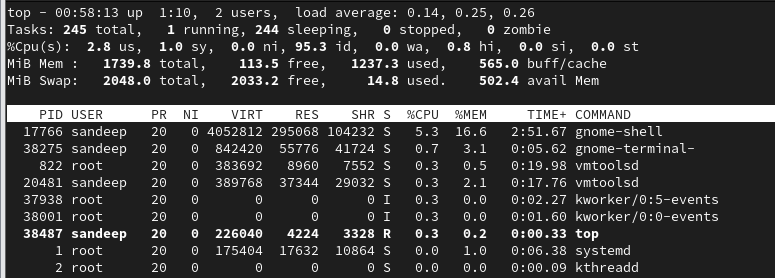 top - 00:58:13 up  1:10,  2 users,  load average: 0.14, 0.25, 0.26
Tasks: 245 total,   1 running, 244 sleeping,   0 stopped,   0 zombie
%Cpu(s):  2.8 us,  1.0 sy,  0.0 ni, 95.3 id,  0.0 wa,  0.8 hi,  0.0 si,  0.0 st
MiB Mem :   1739.8 total,    113.5 free,   1237.3 used,    565.0 buff/cache
MiB Swap:   2048.0 total,   2033.2 free,     14.8 used.    502.4 avail Mem
    PID USER      PR  NI    VIRT    RES    SHR S  %CPU  %MEM     TIME+ COMMAND
  17766 sandeep   20   0 4052812 295068 104232 S   5.3  16.6   2:51.67 gnome-shell
  38275 sandeep   20   0  842420  55776  41724 S   0.7   3.1   0:05.62 gnome-terminal-
    822 root      20   0  383692   8960   7552 S   0.3   0.5   0:19.98 vmtoolsd
  20481 sandeep   20   0  389768  37344  29032 S   0.3   2.1   0:17.76 vmtoolsd
  37938 root      20   0       0      0      0 I   0.3   0.0   0:02.27 kworker/0:5-events
  38001 root      20   0       0      0      0 I   0.3   0.0   0:01.60 kworker/0:0-events
  38487 sandeep   20   0  226040   4224   3328 R   0.3   0.2   0:00.33 top
      1 root      20   0  175404  17632  10864 S   0.0   1.0   0:06.38 systemd
      2 root      20   0       0      0      0 S   0.0   0.0   0:00.09 kthreadd